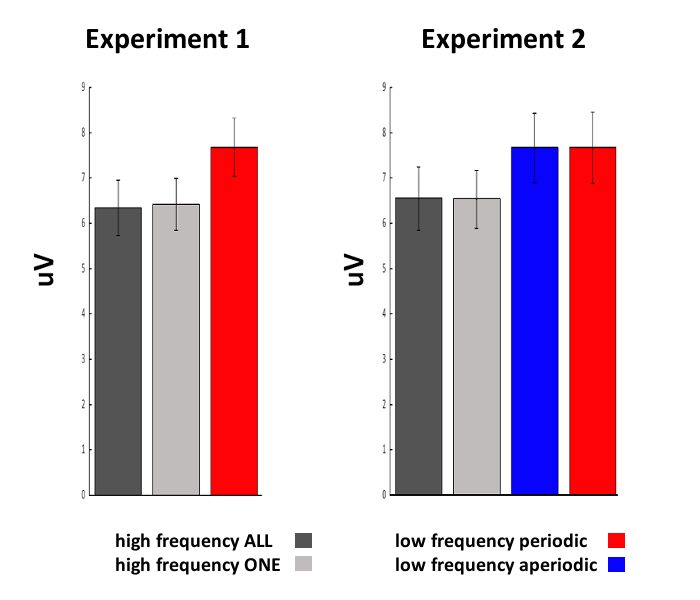 Experiment 1
Experiment 2
uV
9
8
7
6
5
4
3
2
1
0
uV
9
8
7
6
5
4
3
2
1
0
high frequency ALL
high frequency ONE
low frequency periodic
low frequency aperiodic